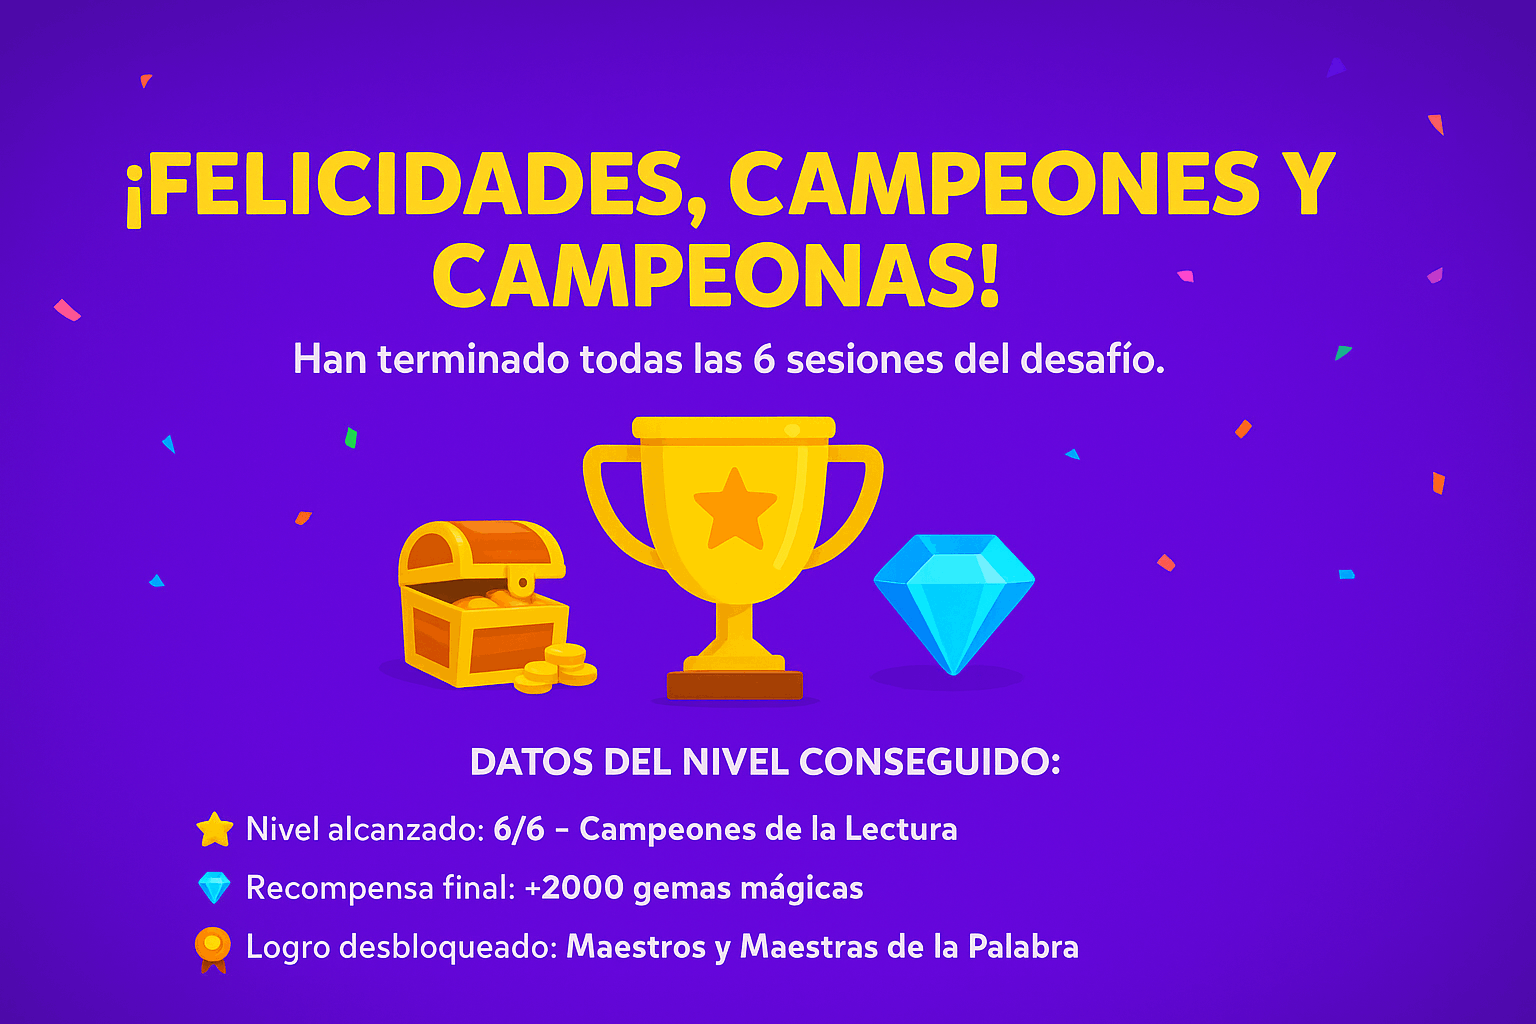 ¡FELICIDADES, CAMPEONES Y
CAMPEONAS!
Han terminado todas las 6 sesiones del desafío.
DATOS DEL NIVEL CONSEGUIDO:
Nivel alcanzado: 6/6 – Campeones de la Lectura
Recompensa final: +2000 gemas mágicas
Logro desbloqueado: Maestros y Maestras de la Palabra